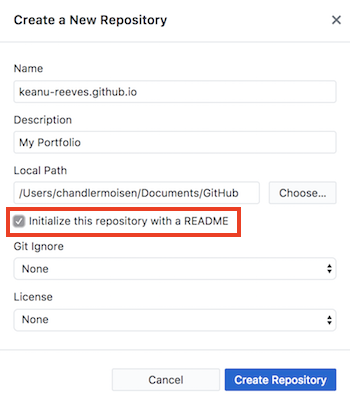 Create a New Repository
Name
keanu-reeves.github.io
Description
My Portfolio
Local Path
/Users/chandlermoisen/Documents/GitHub
Choose...
Initialize this repository with a README
Git Ignore
None
License
None
Cancel
Create Repository